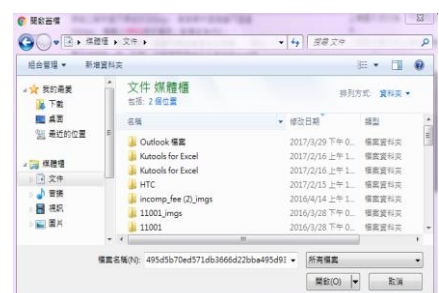 開啟舊檔
媒體櫃 文件 搜尋 文件
組合管理 新增資料夾
我的最愛
下載
桌面
最近的位置
媒體櫃
文件
音樂
視訊
圖片
文件 媒體櫃
包括: 2 個位置
排列方式: 資料夾
名稱 修改日期 類型
Outlook 檔案 2017/3/29 下午 0... 檔案資料夾
Kutools for Excel 2017/2/16 上午 1... 檔案資料夾
Kutools for Excel 2017/2/16 上午 1... 檔案資料夾
HTC 2017/2/15 上午 1... 檔案資料夾
incomp_fee (2)_imgs 2016/4/14 上午 1... 檔案資料夾
11001_imgs 2016/3/28 下午 0... 檔案資料夾
11001 2016/3/28 下午 0... 檔案資料夾
檔案名稱(N): 495d5b70ed571db3666d22bba495d93 所有檔案
開啟(O) 取消